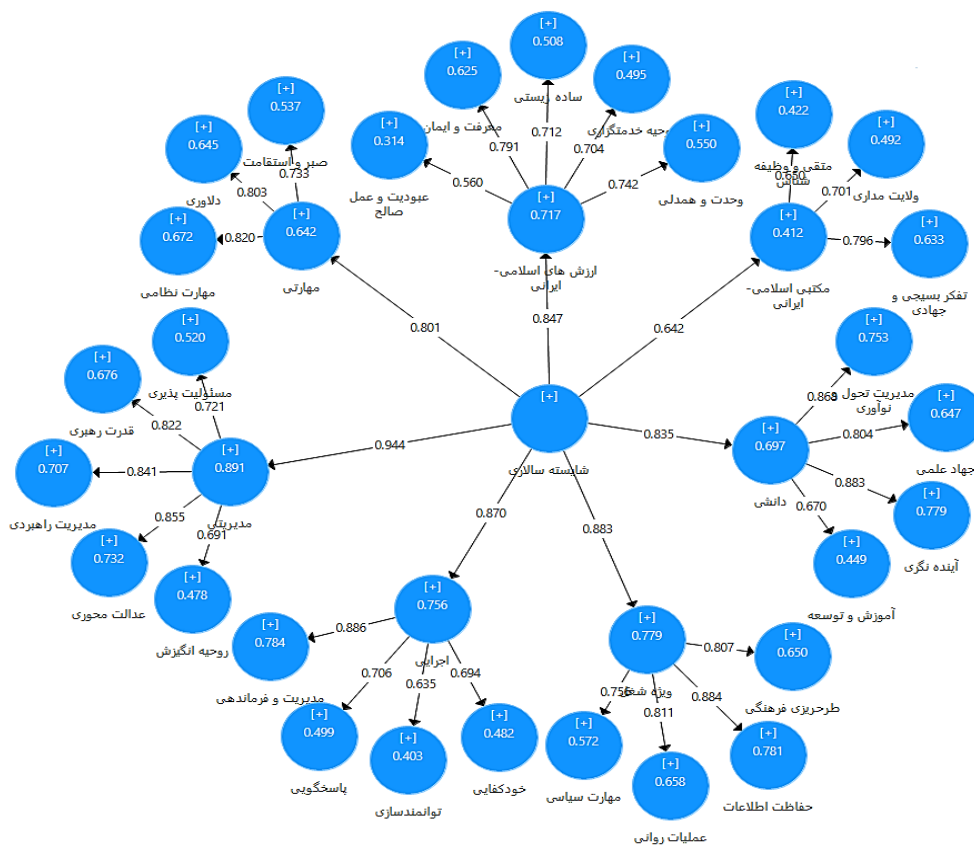 [+]
0.508
ساده زیستی
[+]
0.625
معرفت و ایمان
[+]
0.495
روحیه خدمتگزاری
[+]
0.314
عبودیت و عمل
صالح
[+]
0.550
وحدت و همدلی
0.791
0.712
0.704
0.560
0.742
[+]
0.717
ارزش های اسلامی-
ایرانی
[+]
0.537
صبر و استقامت
[+]
0.645
دلاوری
[+]
0.672
مهارت نظامی
0.733
0.803
0.820
[+]
0.642
مهارتی
[+]
0.422
متقی و وظیفه
شناس
[+]
0.492
ولایت مداری
[+]
0.633
تفکر بسیجی و
جهادی
0.650
0.701
0.796
[+]
0.412
مکتبی اسلامی-
ایرانی
0.801
0.847
0.642
[+]
شایسته سالاری
0.944
0.835
0.870
0.883
[+]
0.520
مسئولیت پذیری
[+]
0.676
قدرت رهبری
[+]
0.707
مدیریت راهبردی
[+]
0.732
عدالت محوری
[+]
0.478
روحیه انگیزش
0.721
0.822
0.841
0.855
0.691
[+]
0.891
مدیریتی
[+]
0.753
مدیریت تحول و
نوآوری
[+]
0.647
جهاد علمی
[+]
0.779
آینده نگری
[+]
0.449
آموزش و توسعه
0.868
0.804
0.883
0.670
[+]
0.697
دانشی
[+]
0.756
اجرایی
0.886
0.706
0.635
0.694
[+]
0.784
مدیریت و فرماندهی
[+]
0.499
پاسخگویی
[+]
0.403
توانمندسازی
[+]
0.482
خودکفایی
[+]
0.779
ویژه شغلی
0.807
0.756
0.811
0.884
[+]
0.650
طرحریزی فرهنگی
[+]
0.572
مهارت سیاسی
[+]
0.658
عملیات روانی
[+]
0.781
حفاظت اطلاعات